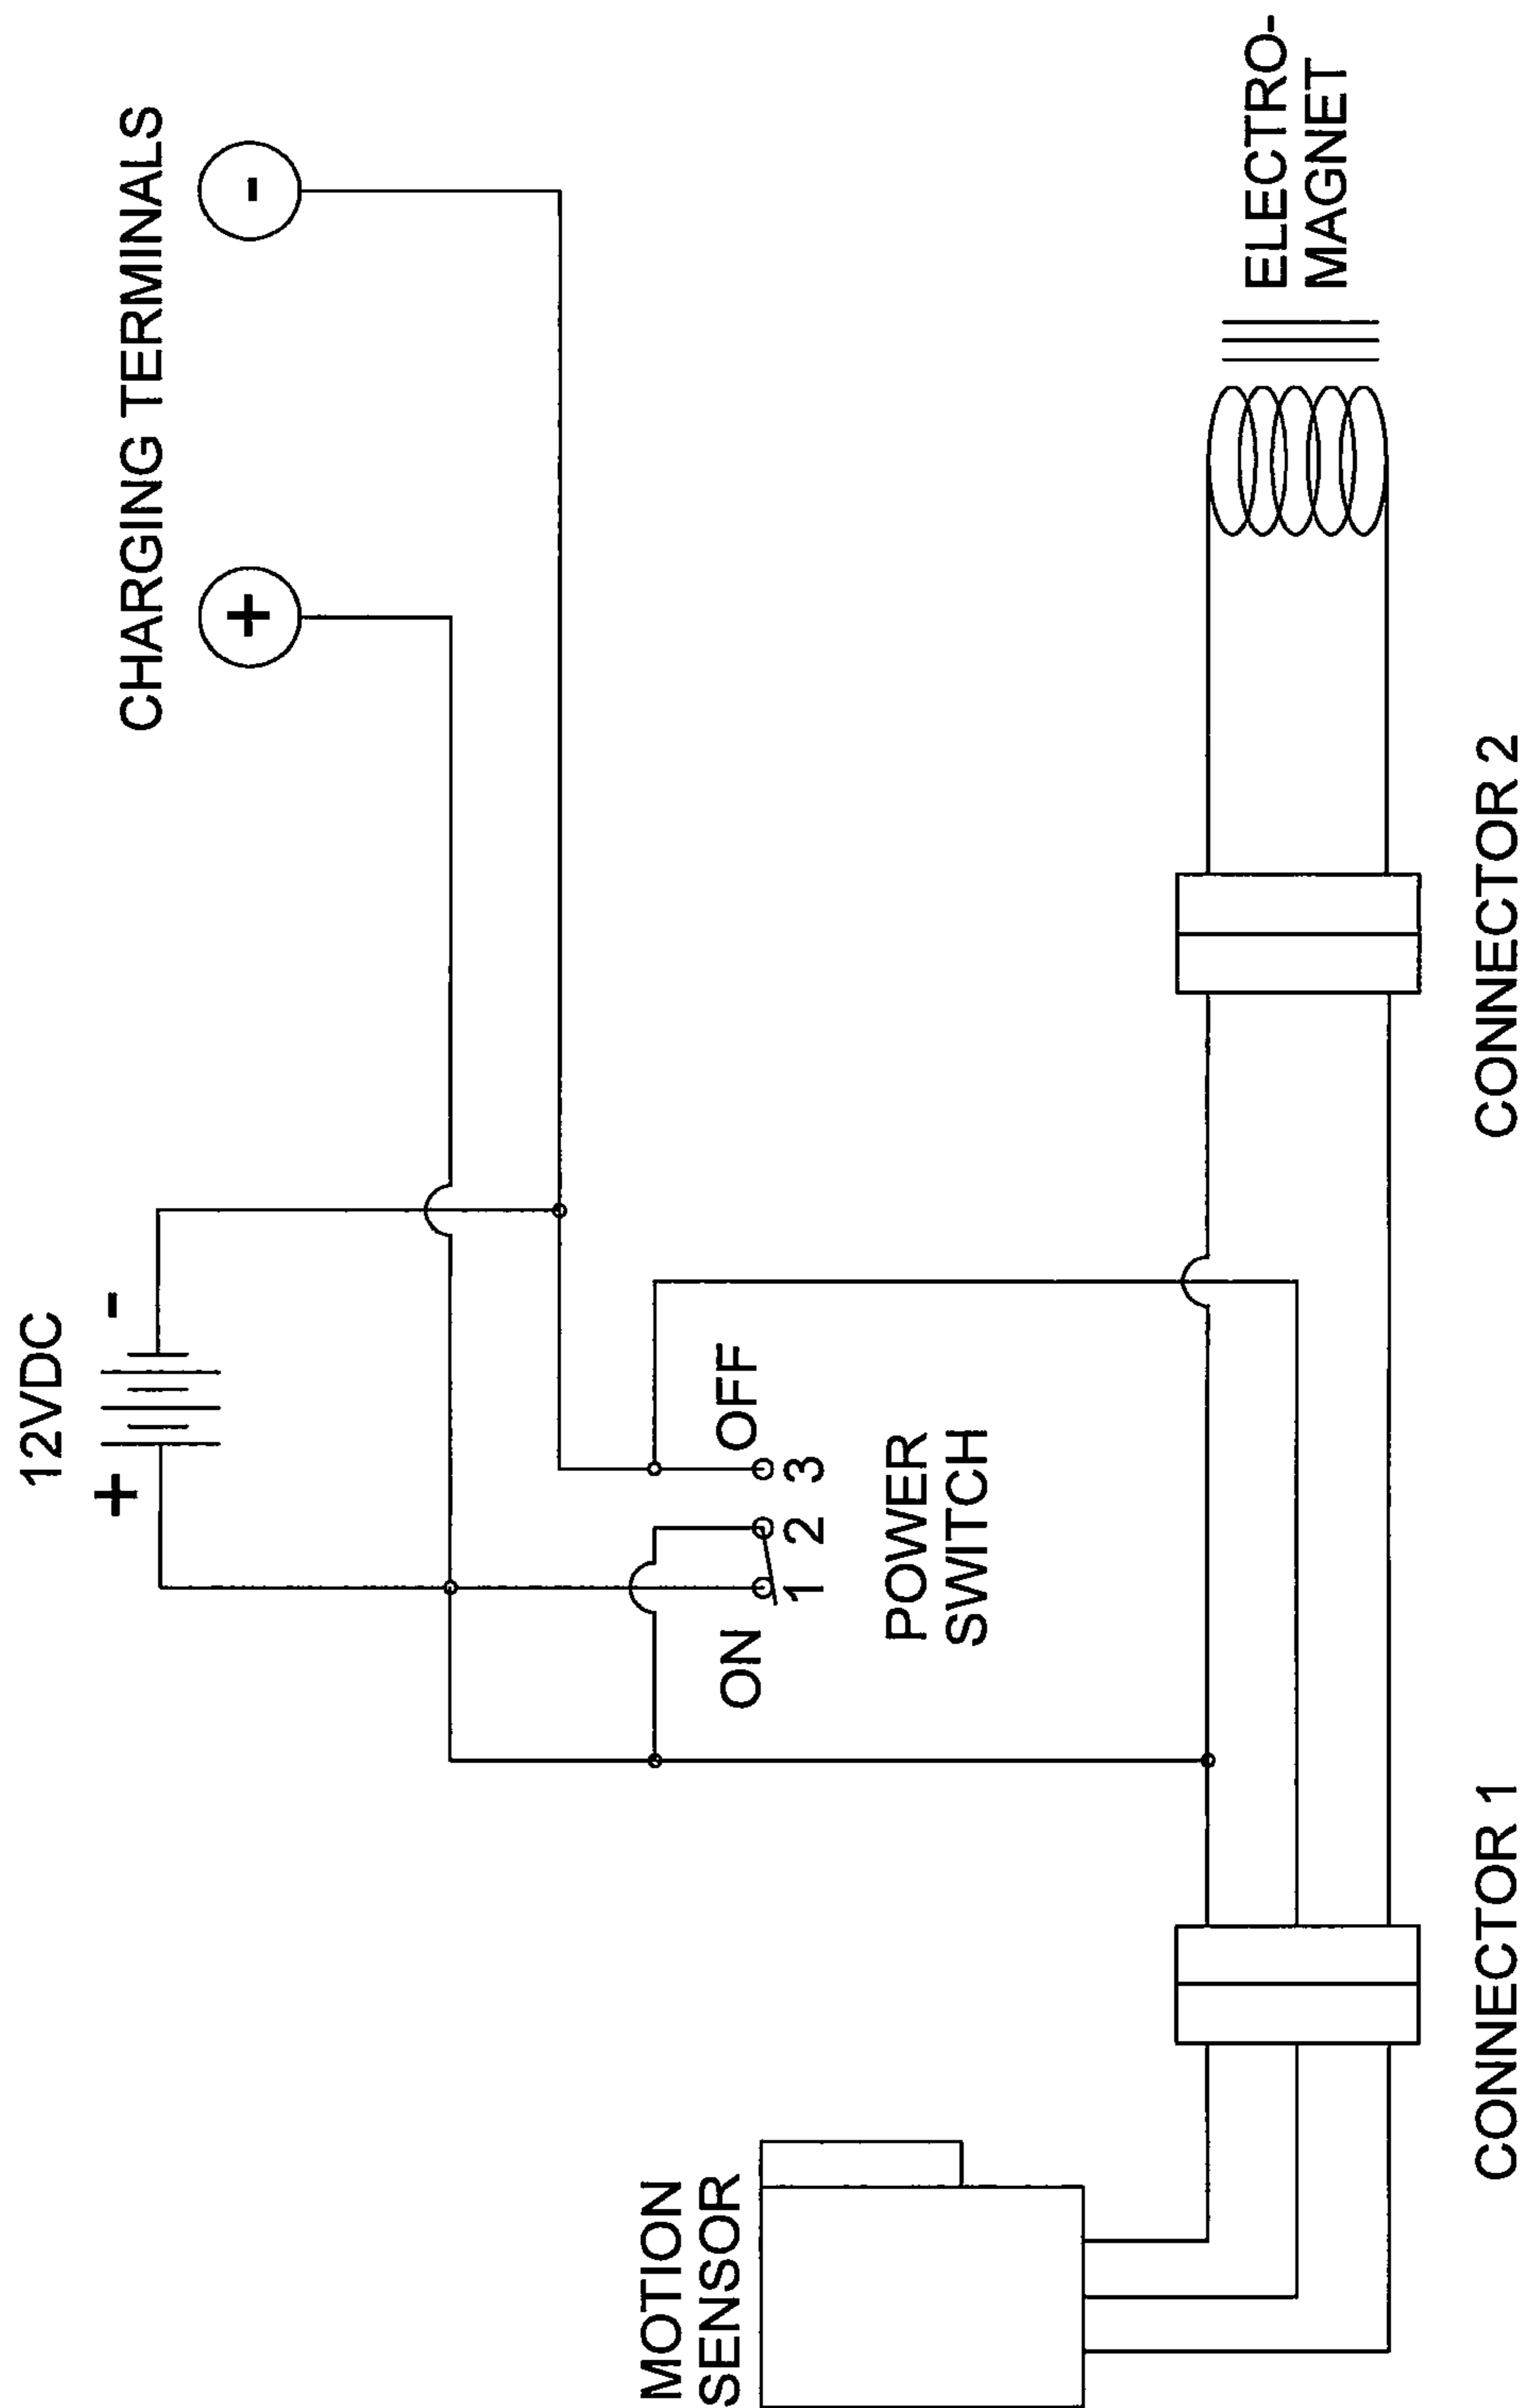 12VDC
+
-
CHARGING TERMINALS
+
-
ON
OFF
1
2
3
POWER
SWITCH
MOTION
SENSOR
ELECTRO-
MAGNET
CONNECTOR 1
CONNECTOR 2